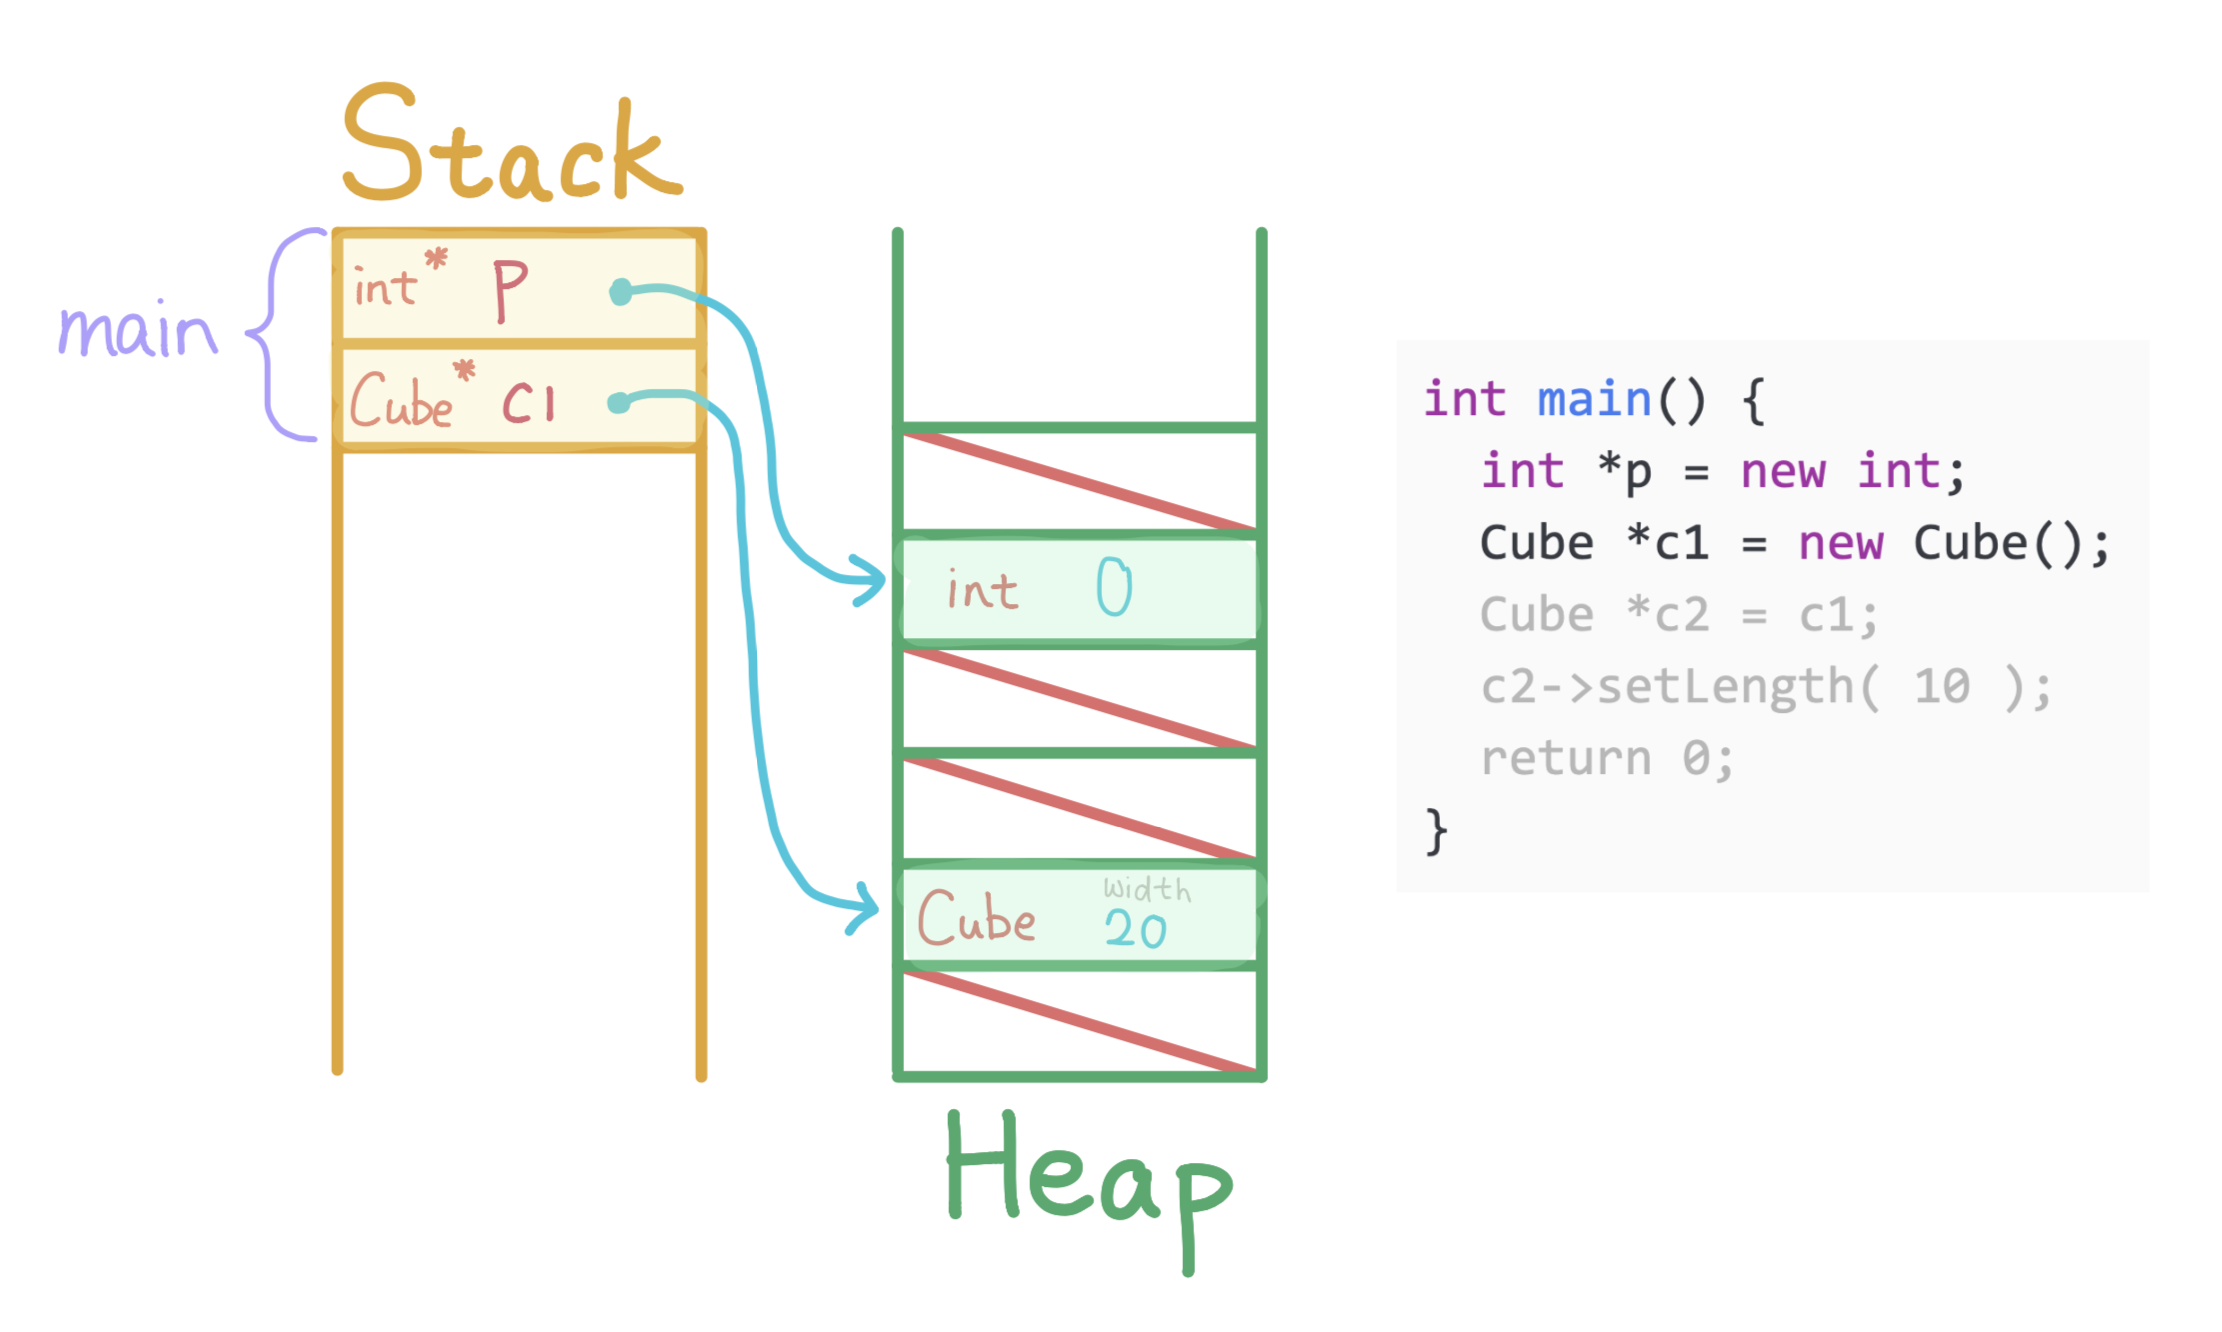 Stack
main
int* p
Cube* c1
int 0
width
Cube 20
Heap
int main() {
  int *p = new int;
  Cube *c1 = new Cube();
  Cube *c2 = c1;
  c2->setLength( 10 );
  return 0;
}